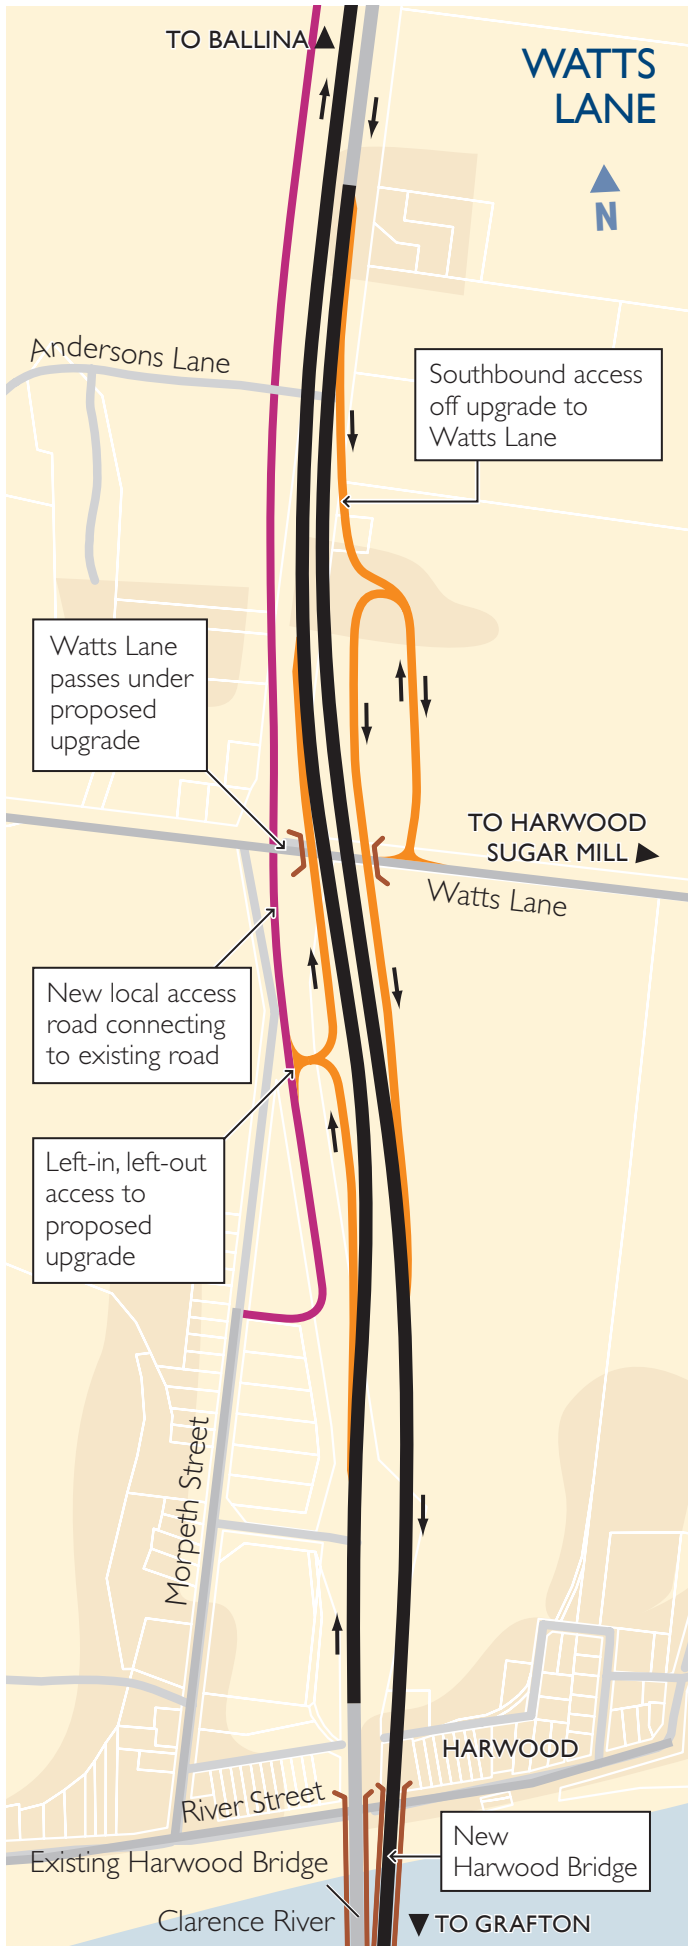 TO BALLINA
WATTS
LANE
N
Andersons Lane
Southbound access
off upgrade to
Watts Lane
Watts Lane
passes under
proposed
upgrade
TO HARWOOD
SUGAR MILL
Watts Lane
New local access
road connecting
to existing road
Left-in, left-out
access to
proposed
upgrade
Morpeth Street
HARWOOD
River Street
New
Harwood Bridge
Existing Harwood Bridge
Clarence River
TO GRAFTON